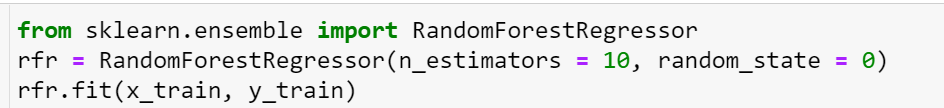 from sklearn.ensemble import RandomForestRegressor
rfr = RandomForestRegressor(n_estimators = 10, random_state = 0)
rfr.fit(x_train, y_train)